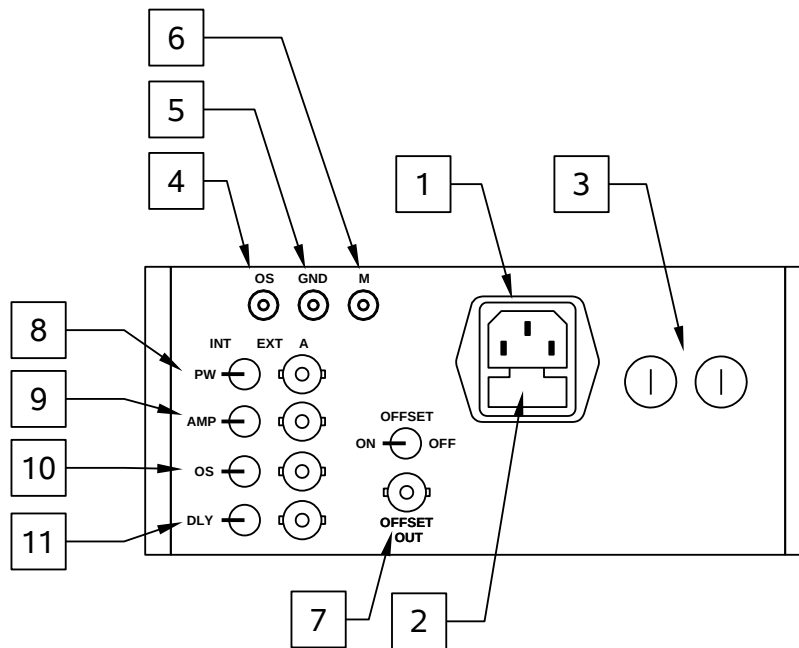 6
5
4
1
3
OS GND M
8
INT EXT A
PW
9
AMP
OFFSET
ON OFF
10
OS
11
DLY
OFFSET
OUT
7
2